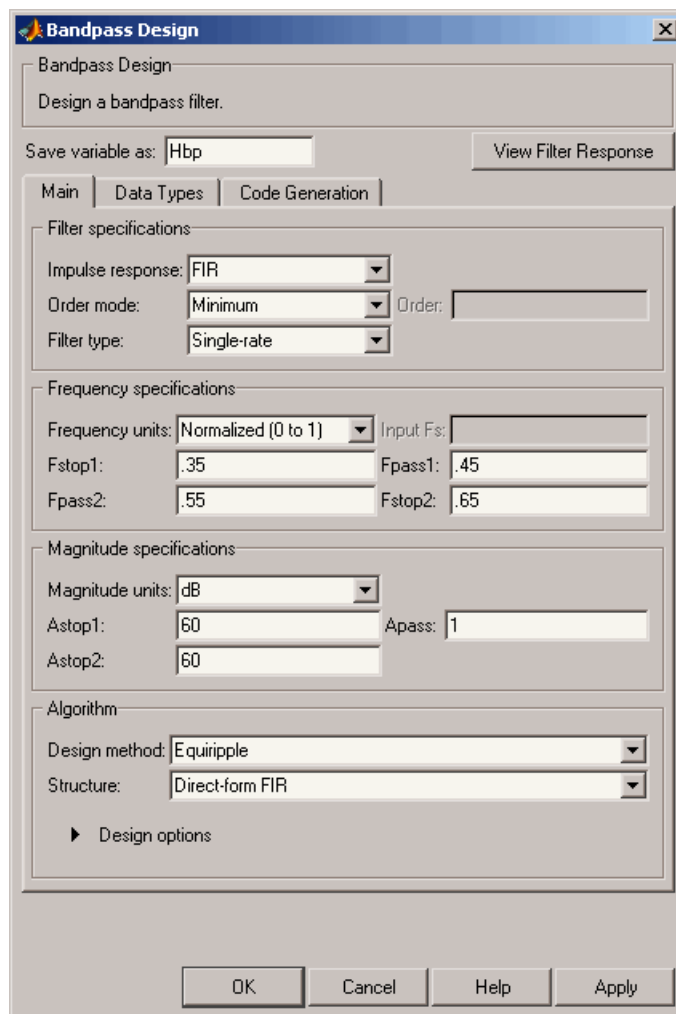 Bandpass Design
Bandpass Design
Design a bandpass filter.
Save variable as: Hbp View Filter Response
Main Data Types Code Generation
Filter specifications
Impulse response: FIR
Order mode: Minimum Order:
Filter type: Single-rate
Frequency specifications
Frequency units: Normalized (0 to 1) Input Fs:
Fstop1: .35 Fpass1: .45
Fpass2: .55 Fstop2: .65
Magnitude specifications
Magnitude units: dB
Astop1: 60 Apass: 1
Astop2: 60
Algorithm
Design method: Equiripple
Structure: Direct-form FIR
Design options
OK Cancel Help Apply